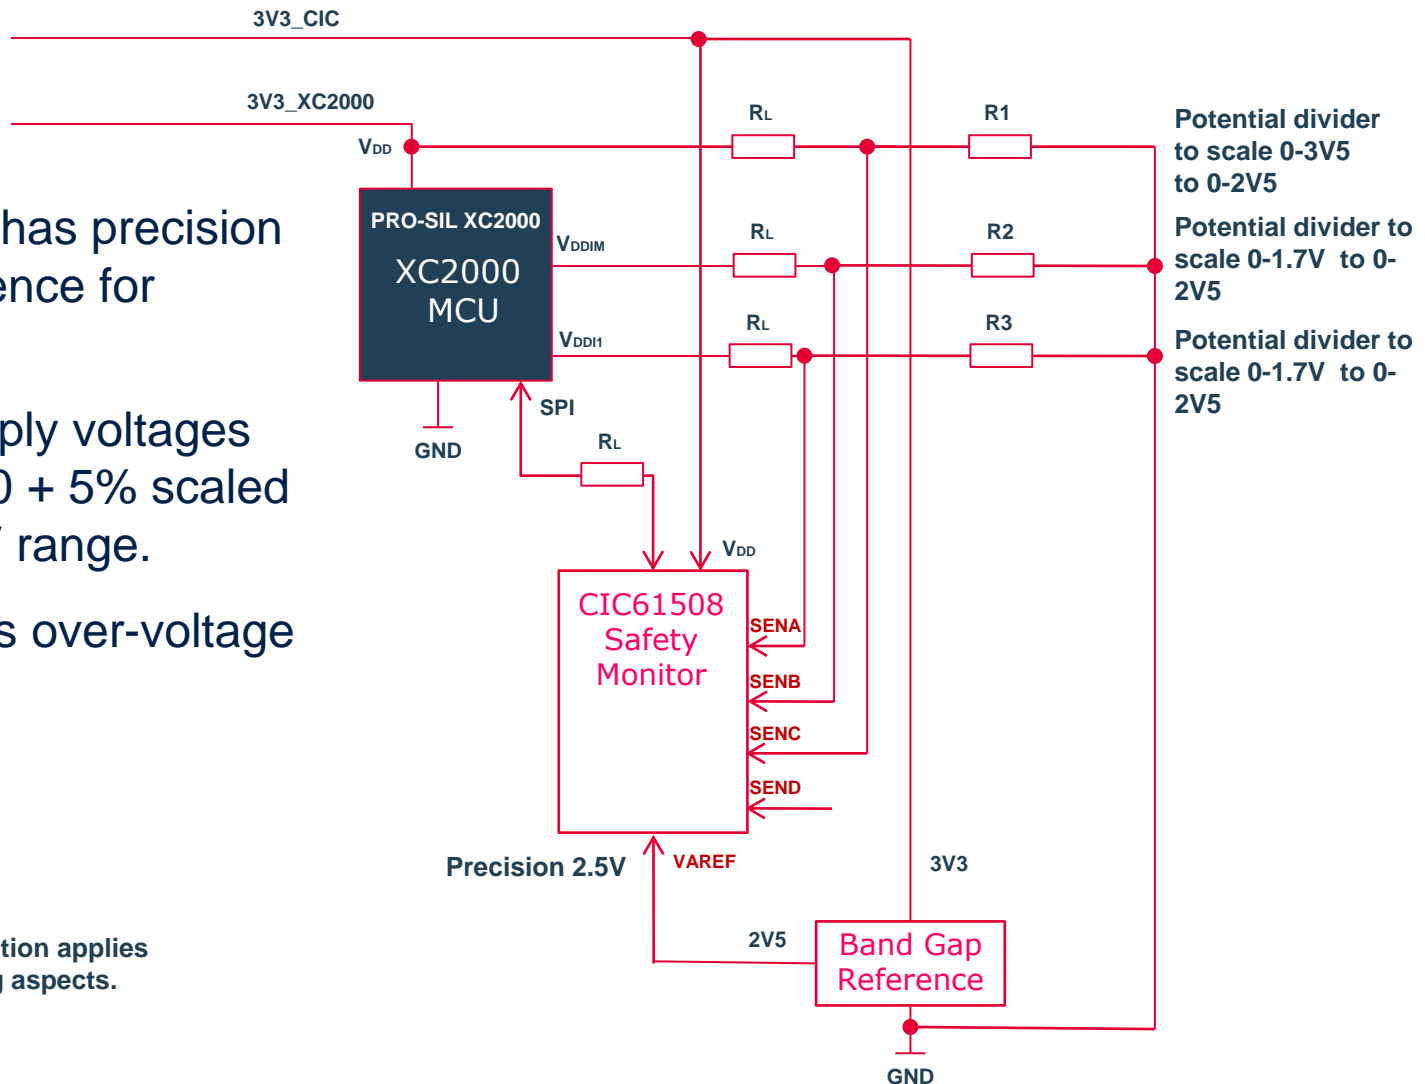 3V3_CIC
3V3_XC2000
VDD
RL
R1
Potential divider
to scale 0-3V5
to 0-2V5
has precision
ence for
PRO-SIL XC2000
XC2000
MCU
VDDIM
RL
R2
Potential divider to
scale 0-1.7V to 0-
2V5
VDDI1
RL
R3
Potential divider to
scale 0-1.7V to 0-
2V5
ply voltages
0 + 5% scaled
range.
s over-voltage
GND
SPI
RL
VDD
CIC61508
Safety
Monitor
SENA
SENB
SENC
SEND
Precision 2.5V
VAREF
3V3
2V5
Band Gap
Reference
GND
tion applies
aspects.